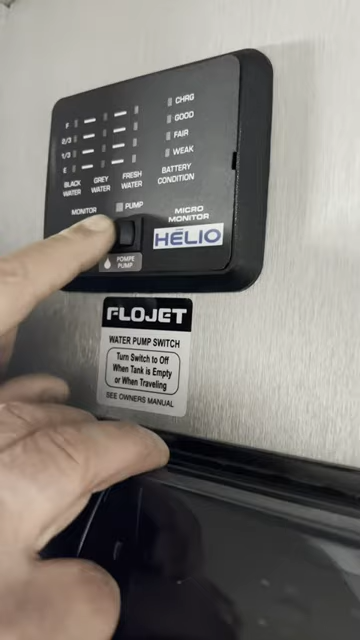 CHRG
F
GOOD
2/3
FAIR
1/3
WEAK
E
BLACK WATER
GREY WATER
FRESH WATER
BATTERY CONDITION
MONITOR
PUMP
MICRO MONITOR
HÉLIO
POMPE
PUMP
FLOJET
WATER PUMP SWITCH
Turn Switch to Off
When Tank is Empty
or When Traveling
SEE OWNERS MANUAL